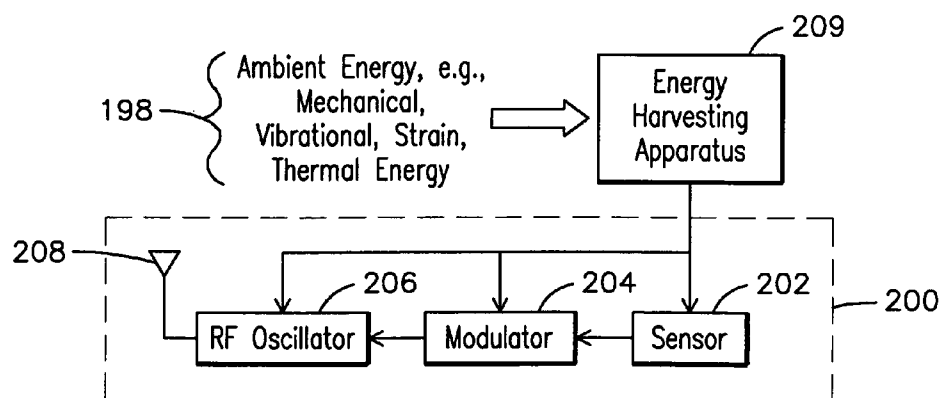 209
Ambient Energy, e.g.,
Mechanical,
Vibrational, Strain,
Thermal Energy
198
Energy
Harvesting
Apparatus
208
206
204
202
200
RF Oscillator
Modulator
Sensor